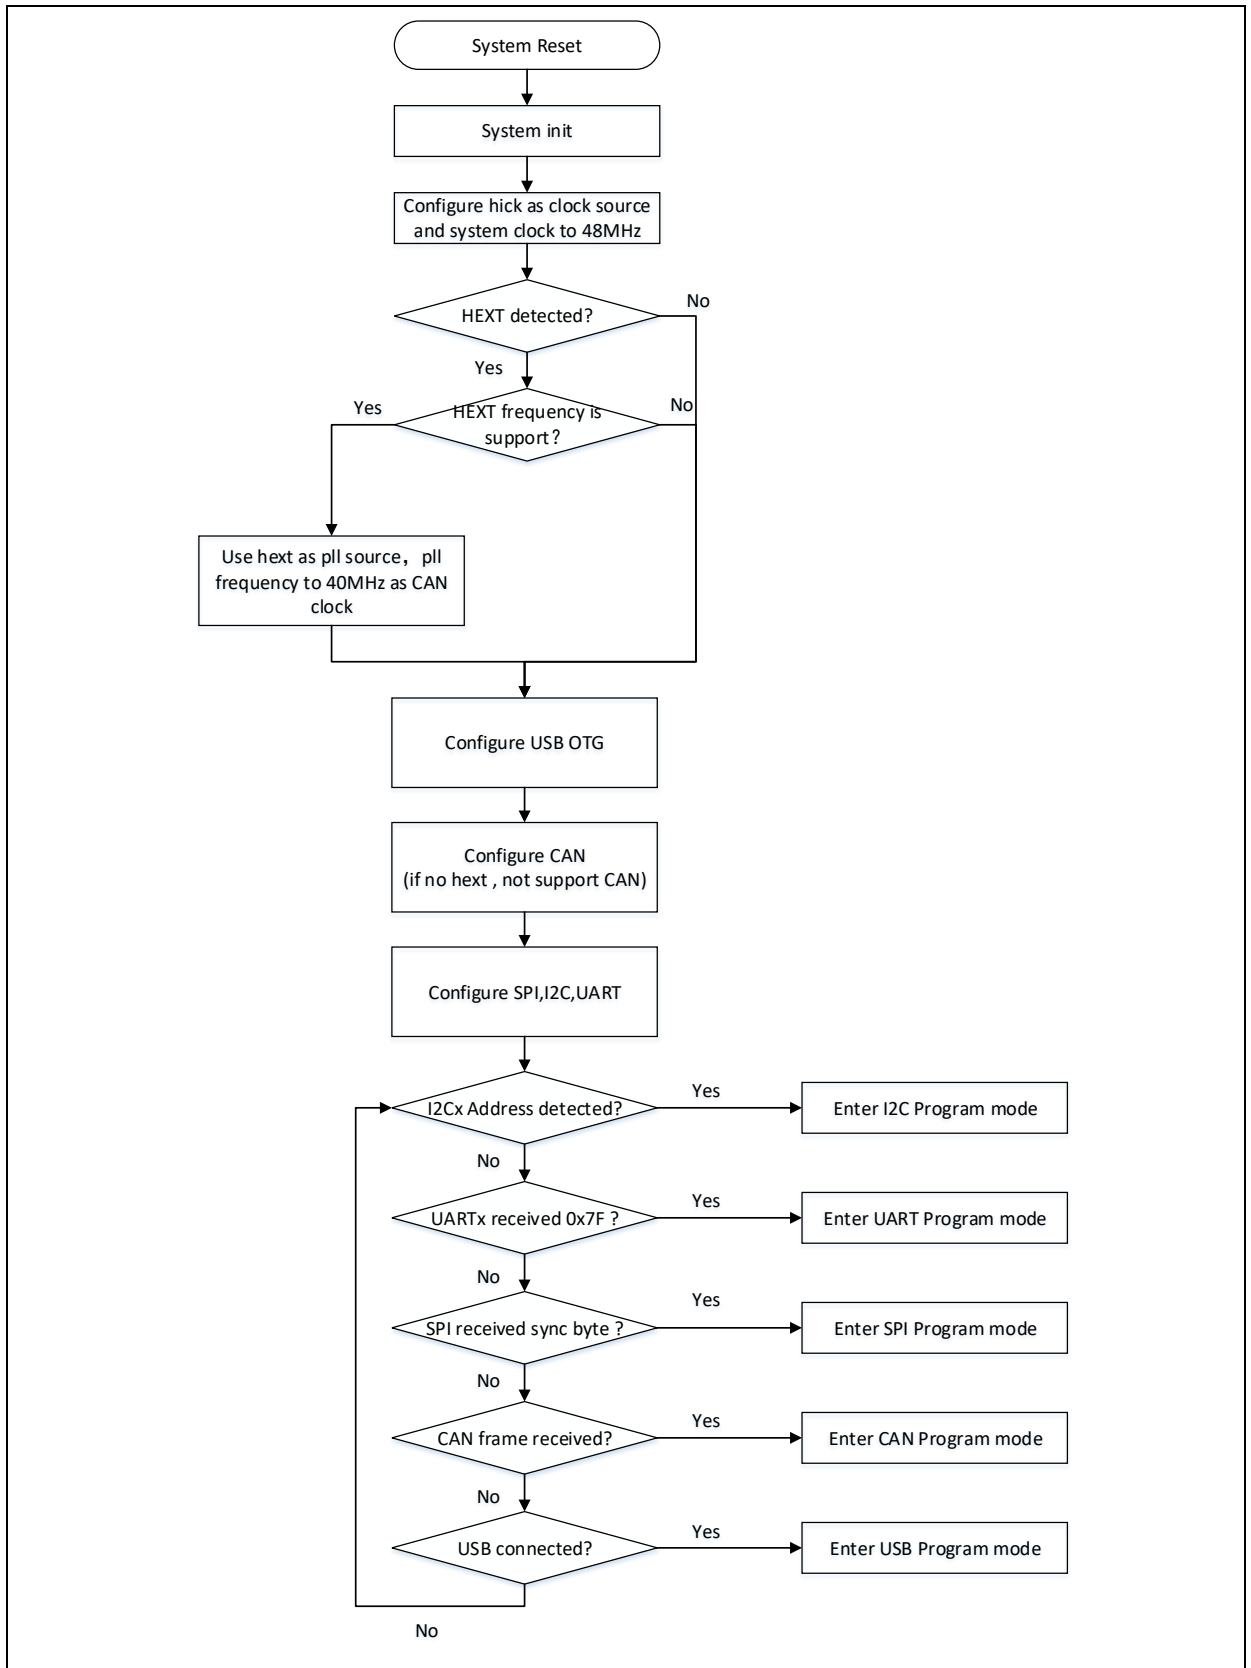 System Reset
System init
Configure hick as clock source
and system clock to 48MHz
HEXT detected?
No
Yes
HEXT frequency is
support?
Yes
No
Use hext as pll source，pll
frequency to 40MHz as CAN
clock
Configure USB OTG
Configure CAN
(if no hext , not support CAN)
Configure SPI,I2C,UART
I2Cx Address detected?
Yes
Enter I2C Program mode
No
UARTx received 0x7F ?
Yes
Enter UART Program mode
No
SPI received sync byte ?
Yes
Enter SPI Program mode
No
CAN frame received?
Yes
Enter CAN Program mode
No
USB connected?
Yes
Enter USB Program mode
No